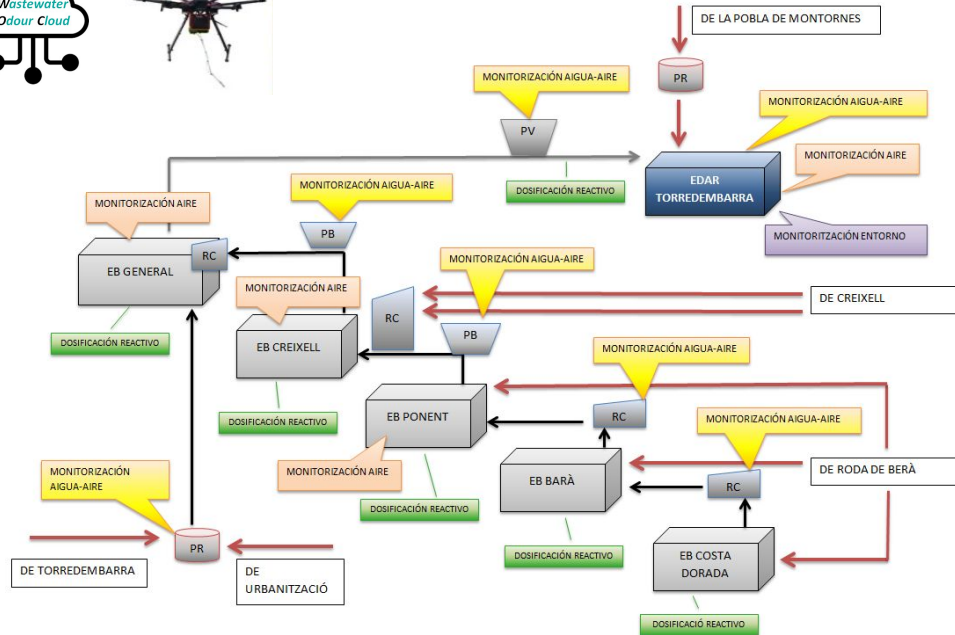 Wastewater
Odour Cloud
DE LA POBLA DE MONTORNES
PR
MONITORIZACIÓN AIGUA-AIRE
PV
MONITORIZACIÓN AIGUA-AIRE
MONITORIZACIÓN AIRE
EDAR
TORREDEMBARRA
DOSIFICACIÓN REACTIVO
MONITORITZACIÓN ENTORNO
MONITORIZACIÓN AIGUA-AIRE
MONITORIZACIÓN AIRE
PB
RC
EB GENERAL
MONITORIZACIÓN AIGUA-AIRE
MONITORIZACIÓN AIRE
DE CREIXELL
RC
PB
DOSIFICACIÓN REACTIVO
EB CREIXELL
MONITORIZACIÓN AIGUA-AIRE
DOSIFICACIÓN REACTIVO
EB PONENT
RC
MONITORIZACIÓN AIGUA-AIRE
MONITORIZACIÓN
AIGUA-AIRE
MONITORIZACIÓN AIRE
EB BARÀ
RC
DE RODA DE BERÀ
DOSIFICACIÓN REACTIVO
PR
DOSIFICACIÓN REACTIVO
EB COSTA
DORADA
DE TORREDEMBARRA
DE
URBANITZACIÓ
DOSIFICACIÓ REACTIVO